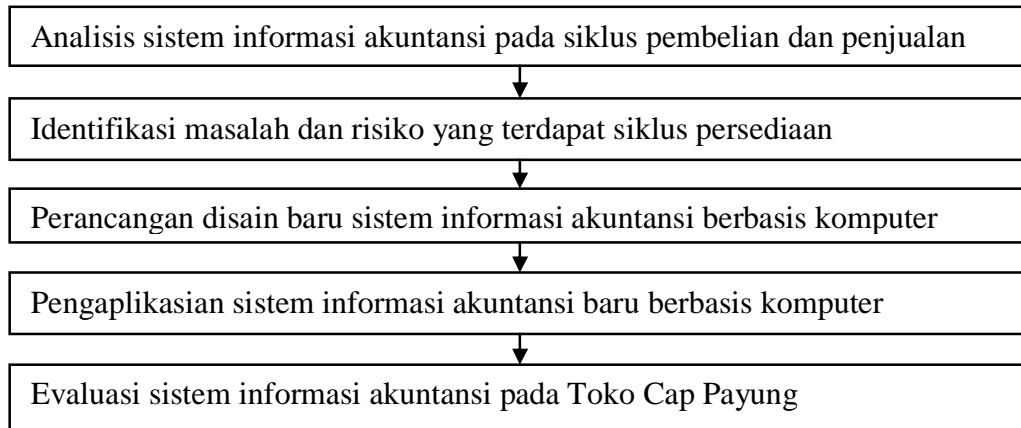 Analisis sistem informasi akuntansi pada siklus pembelian dan penjualan
Identifikasi masalah dan risiko yang terdapat siklus persediaan
Perancangan disain baru sistem informasi akuntansi berbasis komputer
Pengaplikasian sistem informasi akuntansi baru berbasis komputer
Evaluasi sistem informasi akuntansi pada Toko Cap Payung